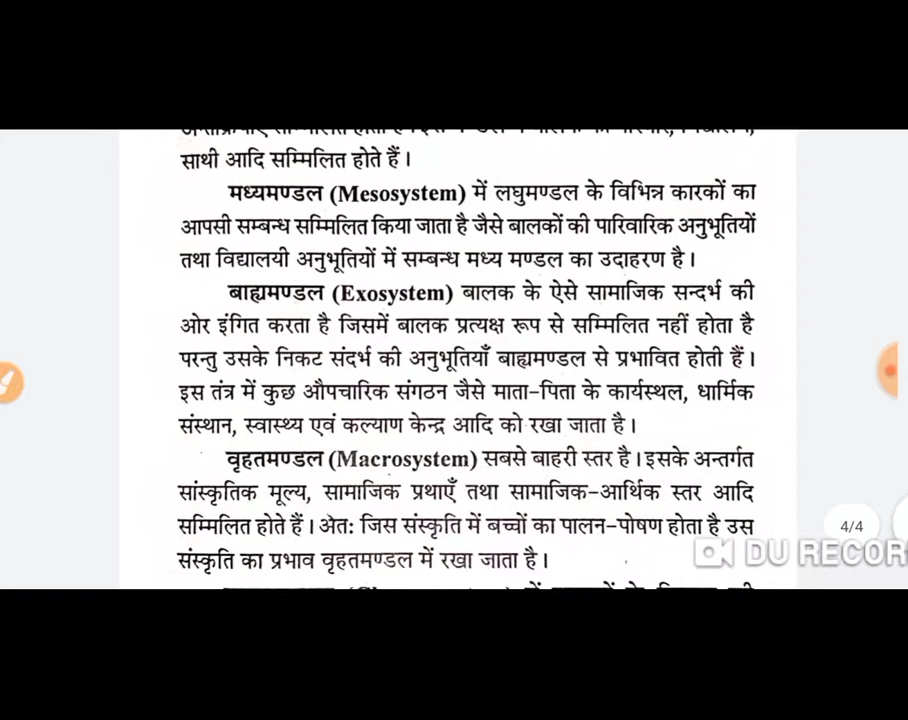 साथी आदि सम्मिलित होते हैं।
मध्यमण्डल (Mesosystem) में लघुमण्डल के विभिन्न कारकों का
आपसी सम्बन्ध सम्मिलित किया जाता है जैसे बालकों की पारिवारिक अनुभूतियों
तथा विद्यालयी अनुभूतियों में सम्बन्ध मध्य मण्डल का उदाहरण है।
बाह्यमण्डल (Exosystem) बालक के ऐसे सामाजिक सन्दर्भ की
ओर इंगित करता है जिसमें बालक प्रत्यक्ष रूप से सम्मिलित नहीं होता है
परन्तु उसके निकट संदर्भ की अनुभूतियाँ बाह्यमण्डल से प्रभावित होती हैं।
इस तंत्र में कुछ औपचारिक संगठन जैसे माता-पिता के कार्यस्थल, धार्मिक
संस्थान, स्वास्थ्य एवं कल्याण केन्द्र आदि को रखा जाता है।
वृहतमण्डल (Macrosystem) सबसे बाहरी स्तर है। इसके अन्तर्गत
सांस्कृतिक मूल्य, सामाजिक प्रथाएँ तथा सामाजिक-आर्थिक स्तर आदि
सम्मिलित होते हैं। अतः जिस संस्कृति में बच्चों का पालन-पोषण होता है उस
संस्कृति का प्रभाव वृहतमण्डल में रखा जाता है।
4/4
DU RECOR